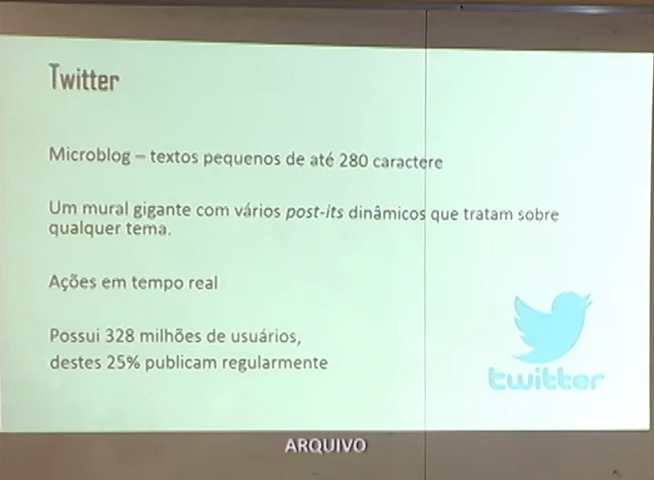 Twitter
Microblog – textos pequenos de até 280 caractere
Um mural gigante com vários post-its dinâmicos que tratam sobre
qualquer tema.
Ações em tempo real
Possui 328 milhões de usuários,
destes 25% publicam regularmente
twitter
ARQUIVO